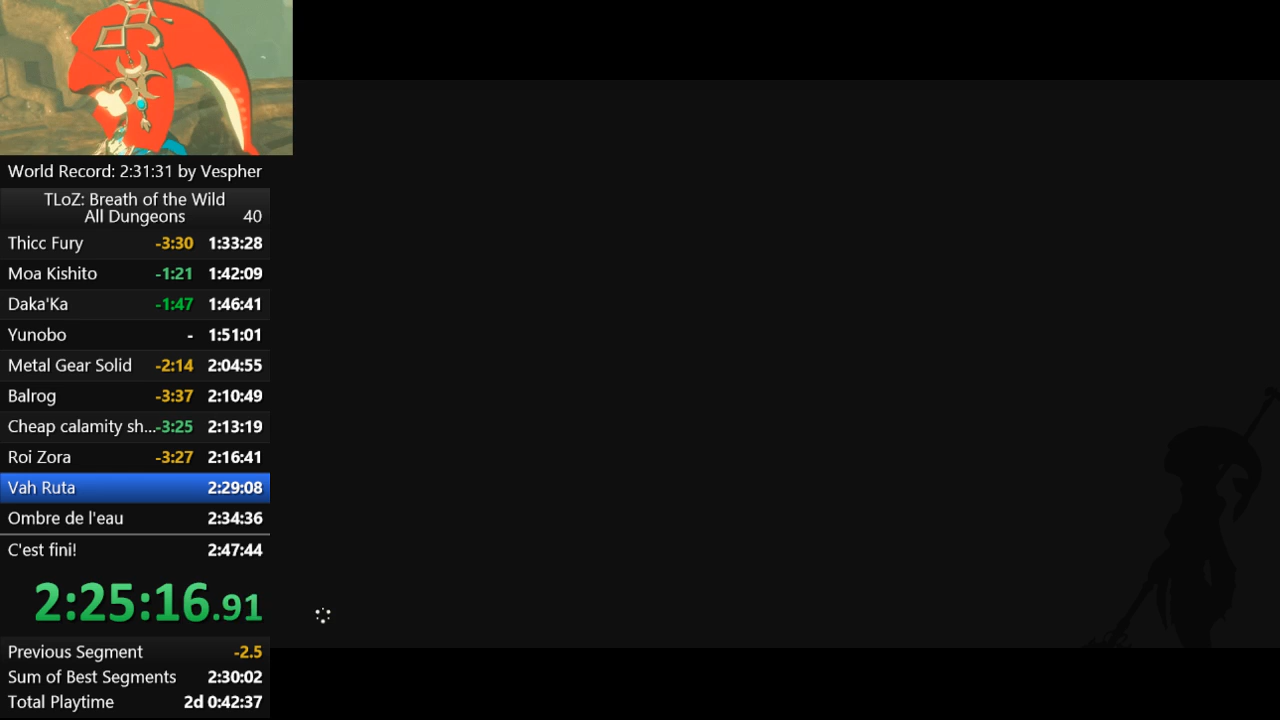 World Record: 2:31:31 by Vespher
TLoZ: Breath of the Wild
All Dungeons 40
Thicc Fury -3:30 1:33:28
Moa Kishito -1:21 1:42:09
Daka'Ka -1:47 1:46:41
Yunobo - 1:51:01
Metal Gear Solid -2:14 2:04:55
Balrog -3:37 2:10:49
Cheap calamity sh... -3:25 2:13:19
Roi Zora -3:27 2:16:41
Vah Ruta 2:29:08
Ombre de l'eau 2:34:36
C'est fini! 2:47:44
2:25:16.91
Previous Segment -2.5
Sum of Best Segments 2:30:02
Total Playtime 2d 0:42:37